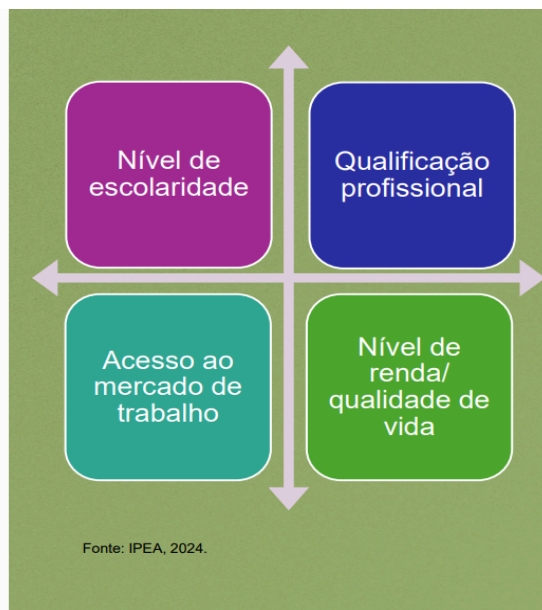 Nível de
escolaridade
Qualificação
profissional
Acesso ao
mercado de
trabalho
Nível de
renda/
qualidade de
vida
Fonte: IPEA, 2024.